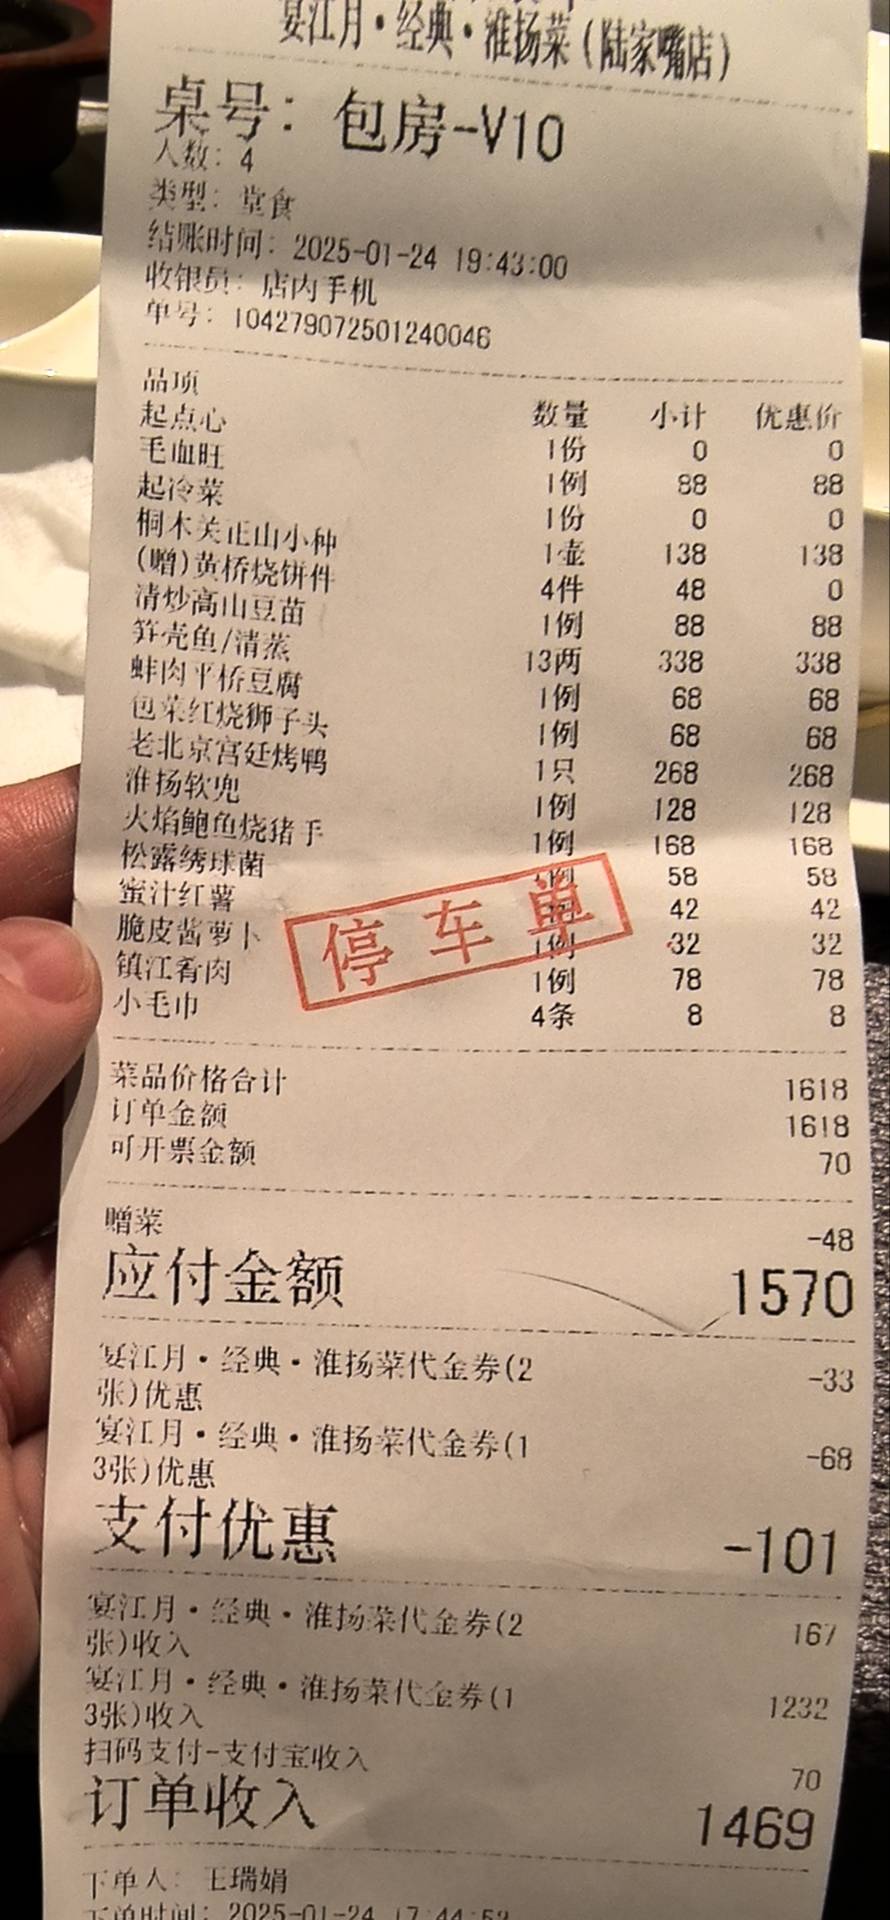 宴江月·经典·淮扬菜(陆家嘴店)
桌号: 包房-V10
人数: 4
类型: 堂食
结账时间: 2025-01-24 19:43:00
收银员: 店内手机
单号: 104279072501240046
品项 数量 小计 优惠价
起点心 1份 0 0
毛血旺 1例 88 88
起冷菜 1份 0 0
桐木关正山小种 1壶 138 138
(赠)黄桥烧饼件 4件 48 0
清炒高山豆苗 1例 88 88
笋壳鱼/清蒸 13两 338 338
蚌肉平桥豆腐 1例 68 68
包菜红烧狮子头 1例 68 68
老北京宫廷烤鸭 1只 268 268
淮扬软兜 1例 128 128
火焰鲍鱼烧猪手 1例 168 168
松露绣球菌 1例 58 58
蜜汁红薯 42 42
脆皮酱萝卜 1例 32 32
镇江肴肉 1例 78 78
小毛巾 4条 8 8
停车单
菜品价格合计 1618
订单金额 1618
可开票金额 70
赠菜 -48
应付金额 1570
宴江月·经典·淮扬菜代金券(2 -33
张)优惠
宴江月·经典·淮扬菜代金券(1 -68
3张)优惠
支付优惠 -101
宴江月·经典·淮扬菜代金券(2 167
张)收入
宴江月·经典·淮扬菜代金券(1 1232
3张)收入
扫码支付-支付宝收入 70
订单收入 1469
下单人: 王瑞娟
下单时间: 2025-01-24 17:44:52